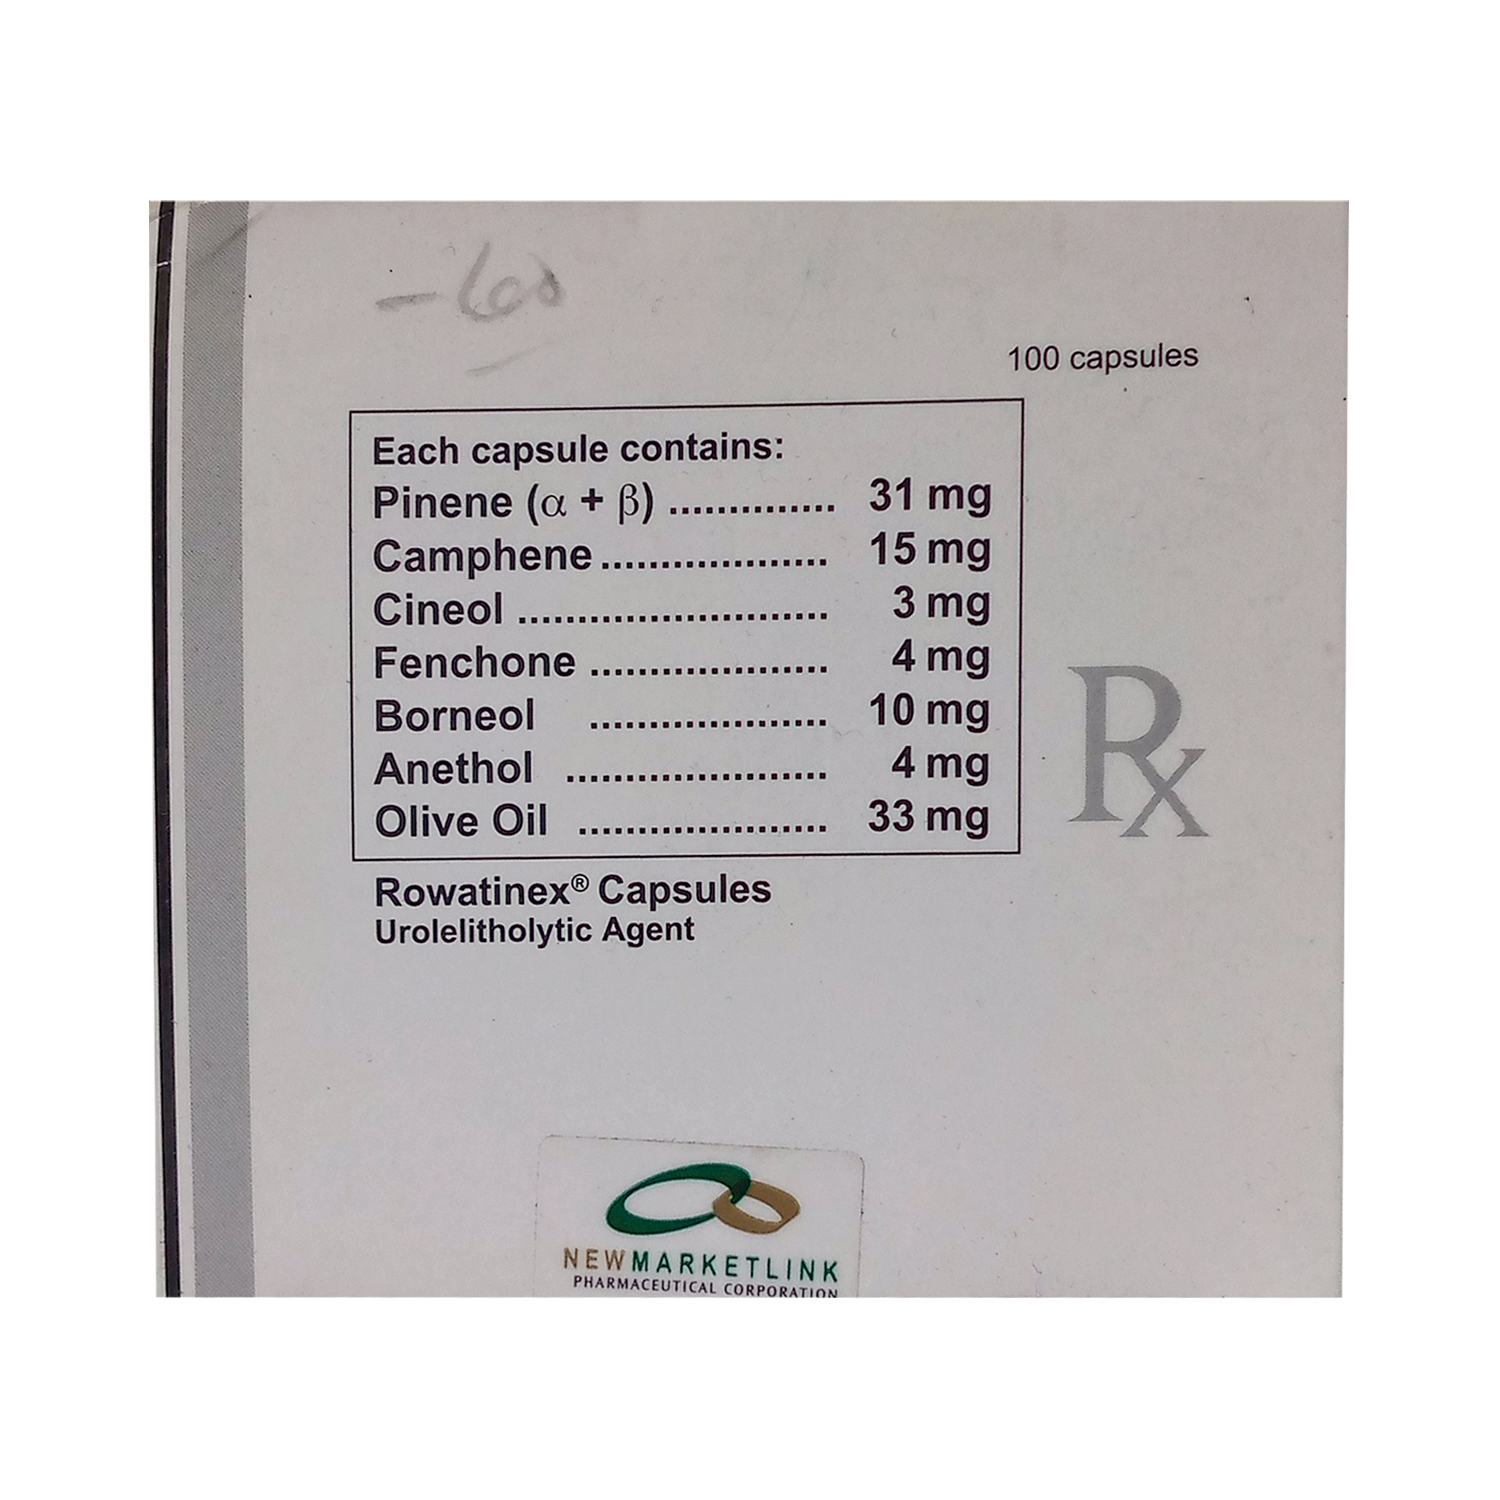 -600
100 capsules
Each capsule contains:
Pinene (α + β) .............. 31 mg
Camphene ................... 15 mg
Cineol .......................... 3 mg
Fenchone .................... 4 mg
Borneol .................... 10 mg
Anethol ...................... 4 mg
Olive Oil ..................... 33 mg
Rx
Rowatinex® Capsules
Urolelitholytic Agent
NEWMARKETLINK
PHARMACEUTICAL CORPORATION